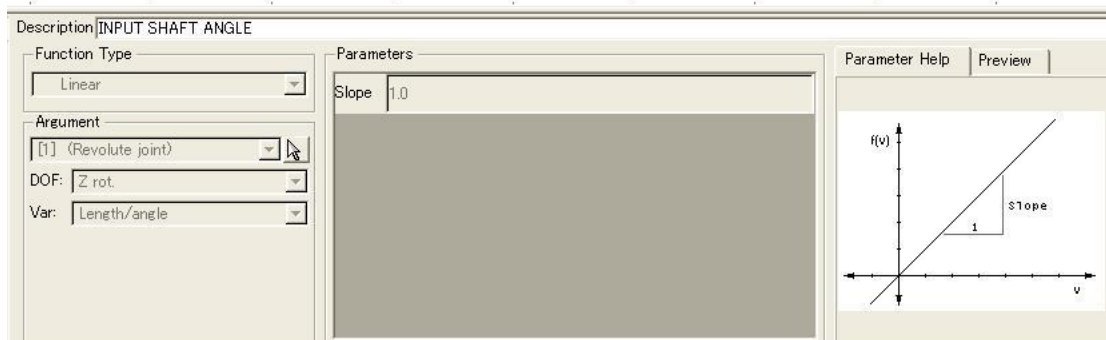 Description INPUT SHAFT ANGLE
Function Type
Linear
Argument
[1] (Revolute joint)
DOF: Z rot.
Var: Length/angle
Parameters
Slope 1.0
Parameter Help
Preview
f(v)
Slope
1
v